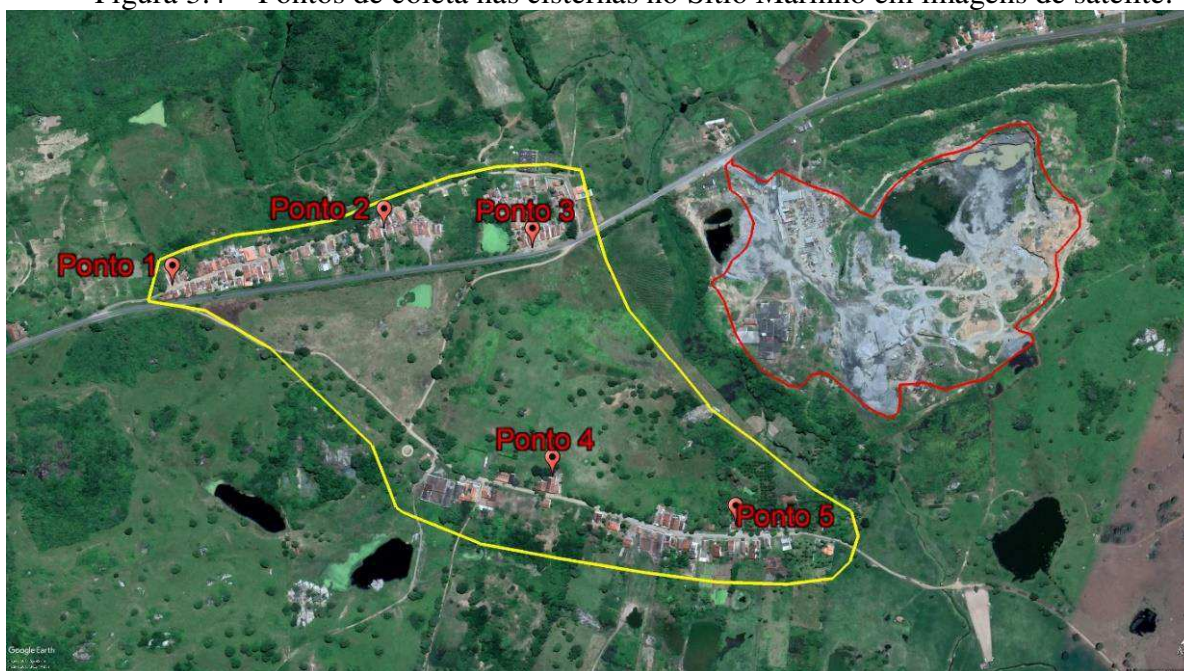 Figura 3.4 – Pontos de coleta nas cisternas no Sítio Marinho em imagens de satélite.
Ponto 2
Ponto 3
Ponto 1
Ponto 4
Ponto 5
Google Earth